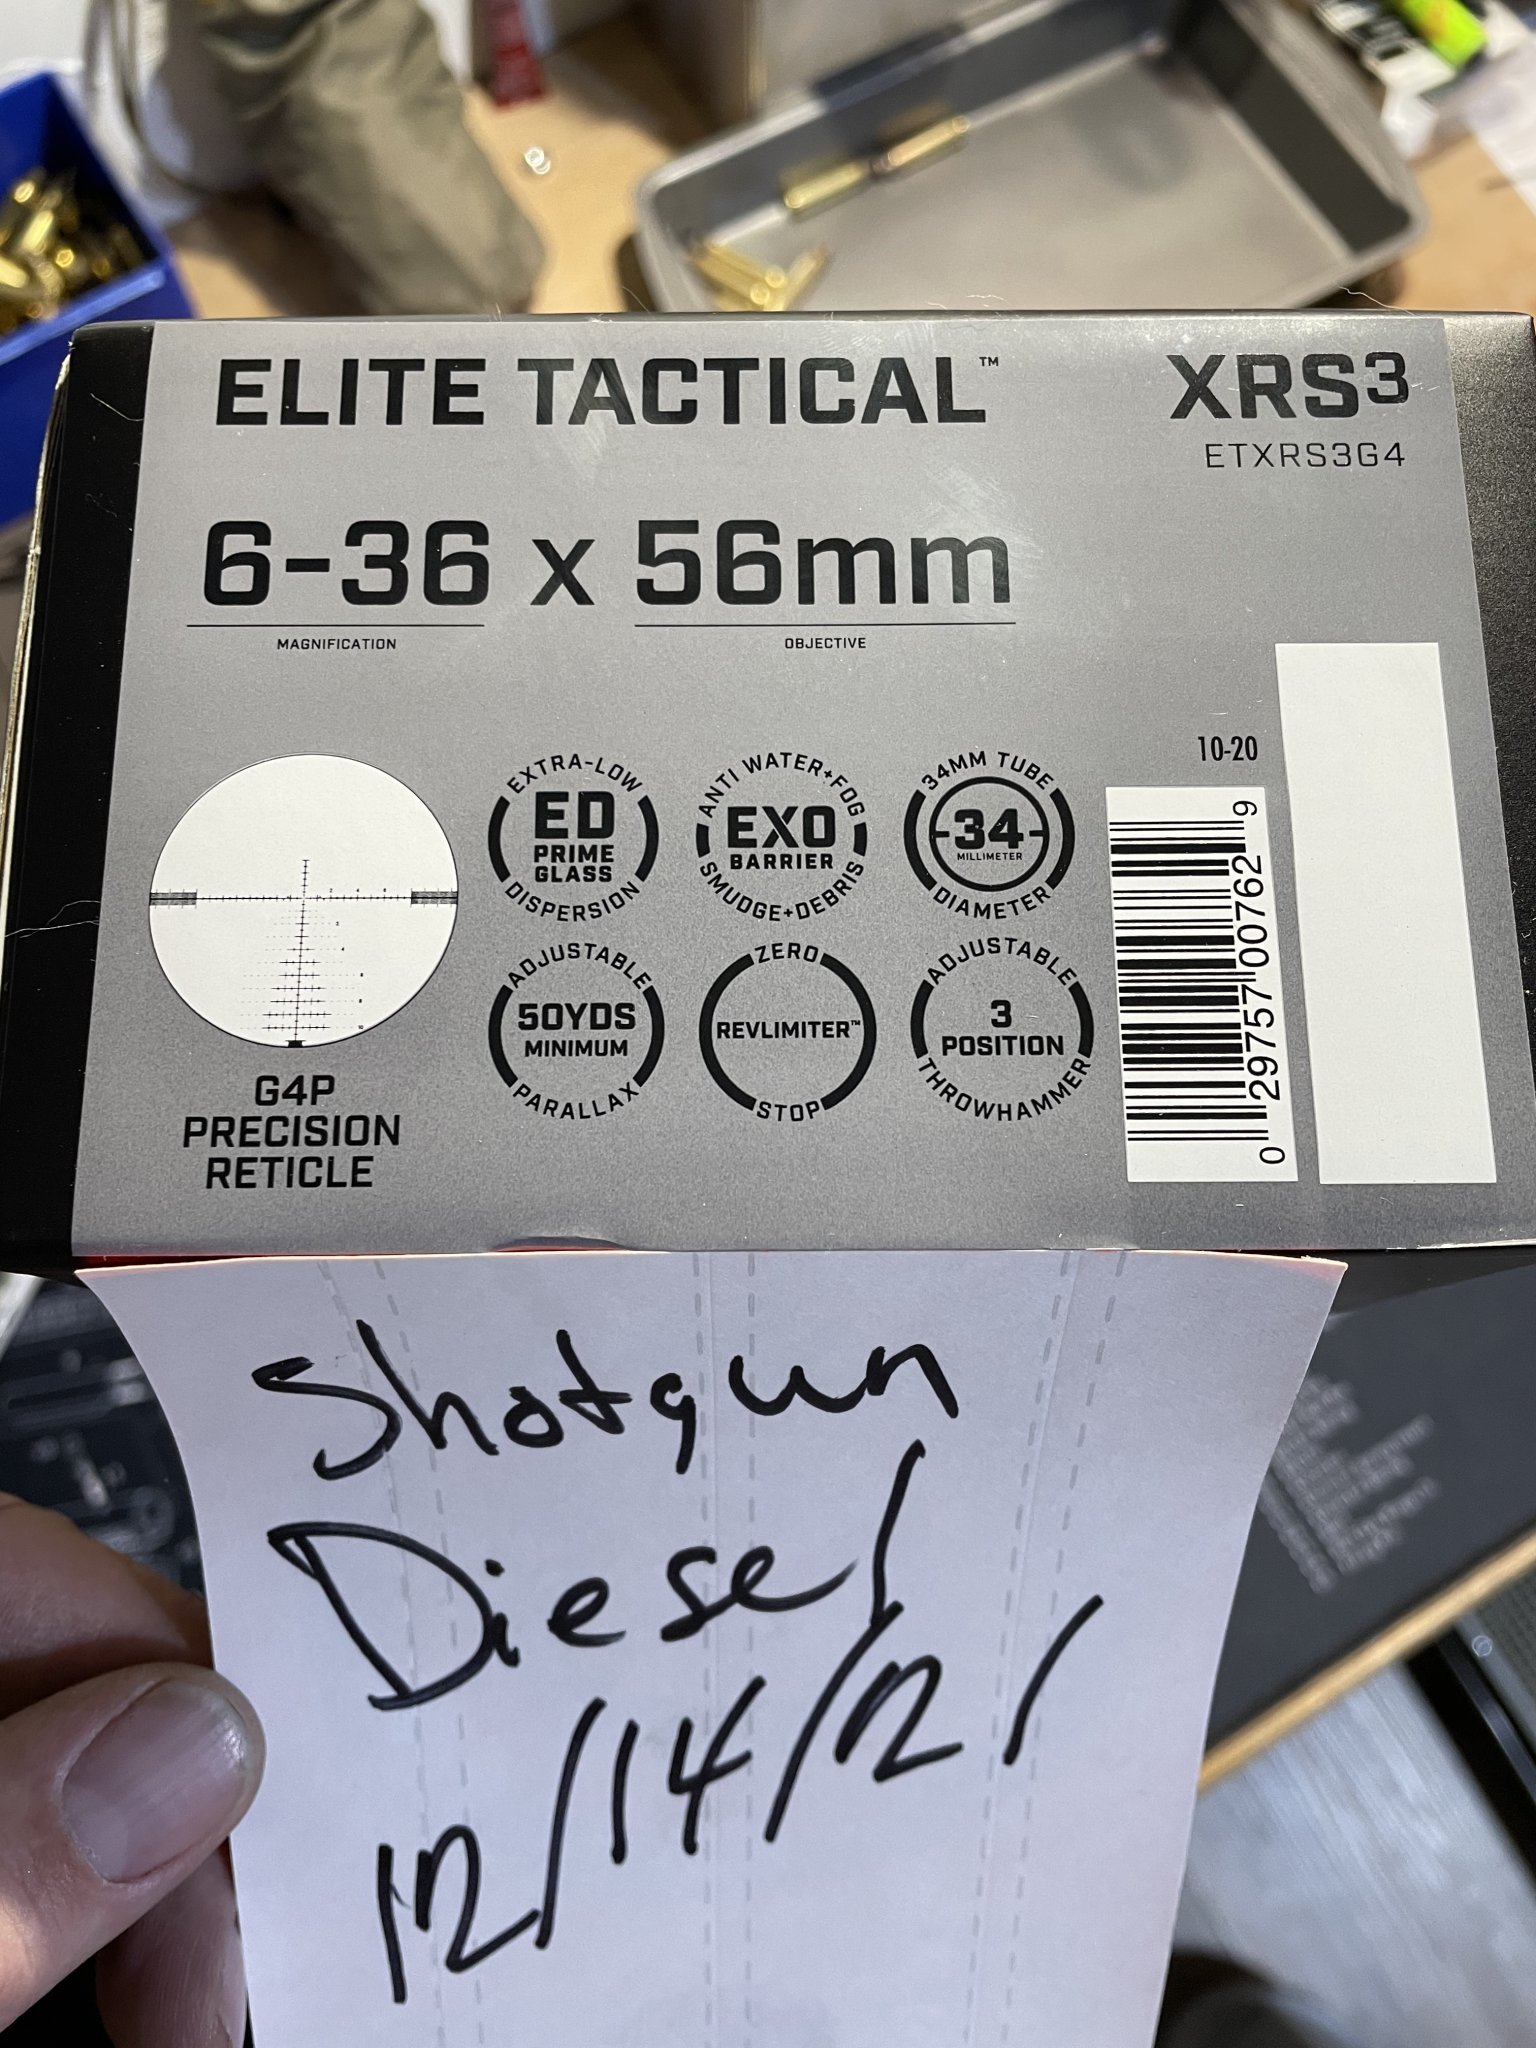 ELITE TACTICAL™
XRS3
ETXRS3G4
6-36 x 56mm
MAGNIFICATION
OBJECTIVE
EXTRA-LOW
ED
PRIME
GLASS
DISPERSION
ANTI WATER+FOG
EXO
BARRIER
SMUDGE+DEBRIS
34MM TUBE
-34-
MILLIMETER
DIAMETER
10-20
0 29757 00762 9
G4P
PRECISION
RETICLE
ADJUSTABLE
50YDS
MINIMUM
PARALLAX
ZERO
REVLIMITER™
STOP
ADJUSTABLE
3
POSITION
THROWHAMMER
Shotgun
Diesel
12/14/21